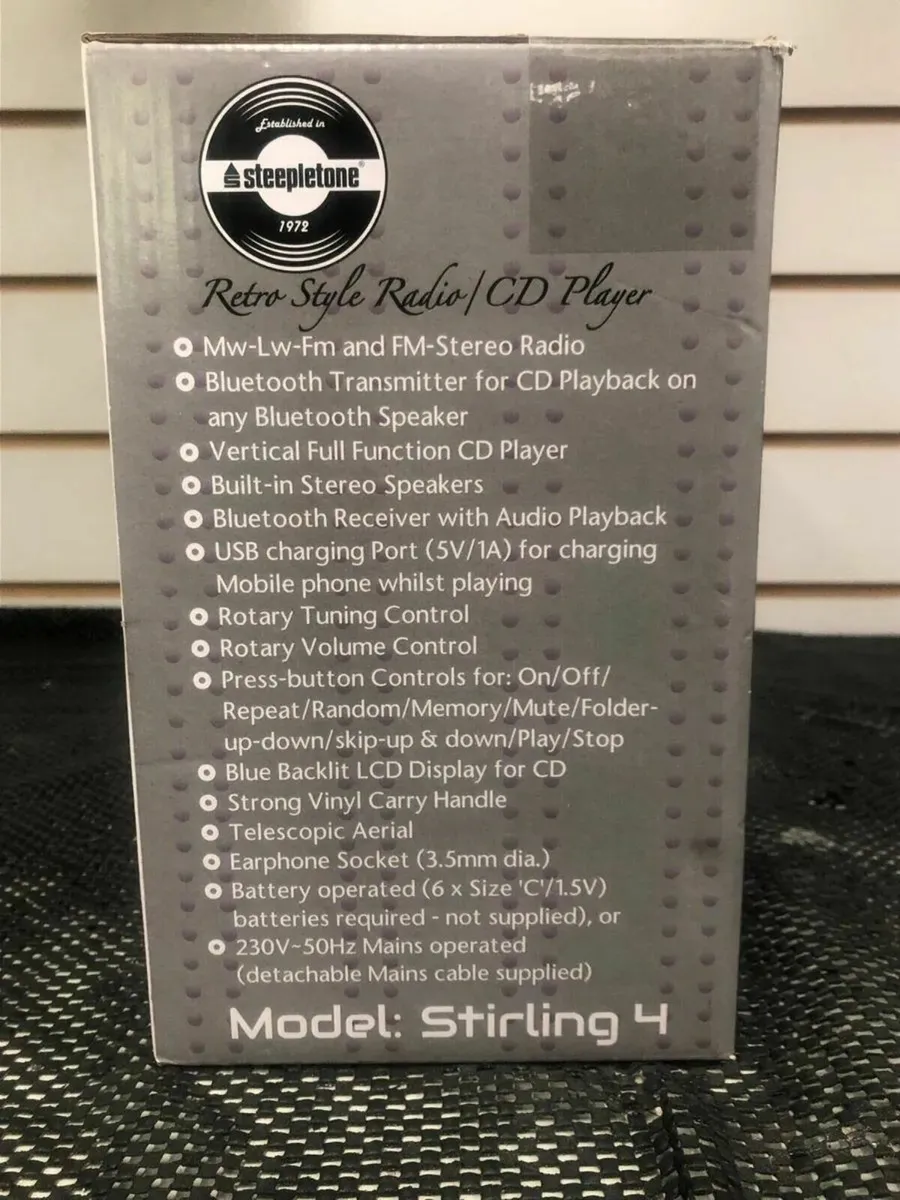 Established in
steepletone®
1972
Retro Style Radio/CD Player
Mw-Lw-Fm and FM-Stereo Radio
Bluetooth Transmitter for CD Playback on
any Bluetooth Speaker
Vertical Full Function CD Player
Built-in Stereo Speakers
Bluetooth Receiver with Audio Playback
USB charging Port (5V/1A) for charging
Mobile phone whilst playing
Rotary Tuning Control
Rotary Volume Control
Press-button Controls for: On/Off/
Repeat/Random/Memory/Mute/Folder-
up-down/skip-up & down/Play/Stop
Blue Backlit LCD Display for CD
Strong Vinyl Carry Handle
Telescopic Aerial
Earphone Socket (3.5mm dia.)
Battery operated (6 x Size 'C'/1.5V)
batteries required - not supplied), or
230V~50Hz Mains operated
(detachable Mains cable supplied)
Model: Stirling 4